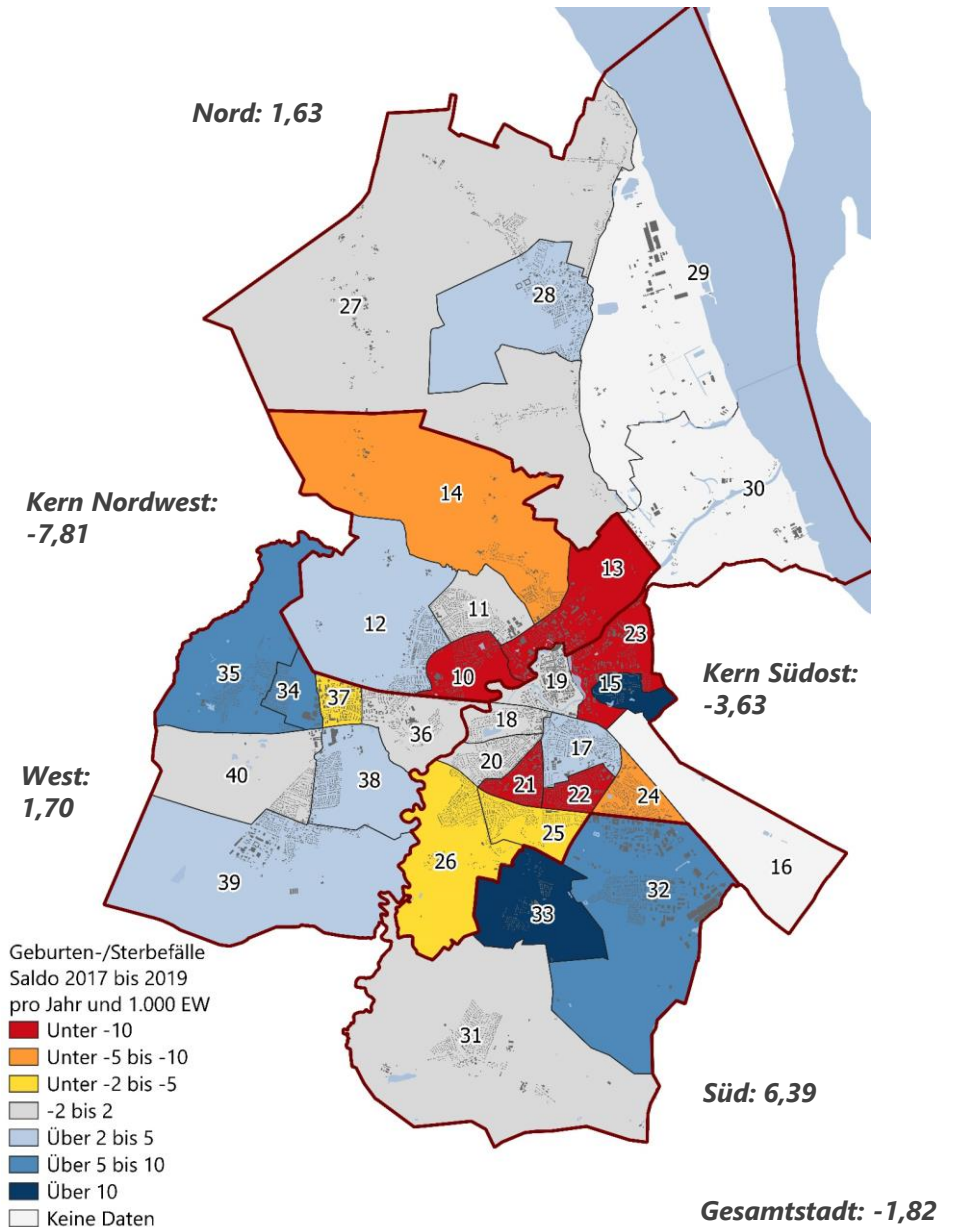 Nord: 1,63
29
28
27
30
14
Kern Nordwest:
-7,81
13
11
12
23
35
10
19
15
Kern Südost:
-3,63
34
37
18
36
17
20
40
West:
1,70
38
21
22
24
25
26
16
39
32
33
Geburten-/Sterbefälle
Saldo 2017 bis 2019
pro Jahr und 1.000 EW
Unter -10
Unter -5 bis -10
Unter -2 bis -5
-2 bis 2
Über 2 bis 5
Über 5 bis 10
Über 10
Keine Daten
31
Süd: 6,39
Gesamtstadt: -1,82